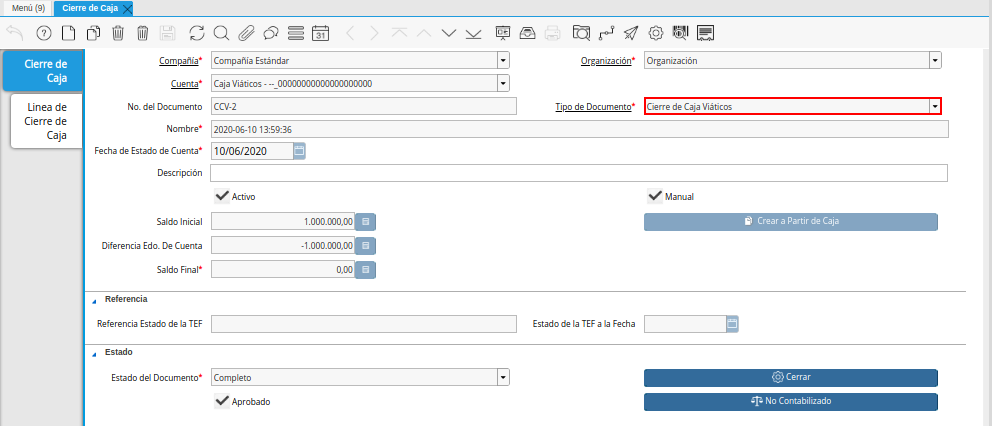 Menú (9)
Cierre de Caja
31
Cierre de
Caja
Linea de
Cierre de
Caja
Compañía* Compañía Estándar
Organización* Organización
Cuenta* Caja Viáticos - --_00000000000000000000
No. del Documento CCV-2
Tipo de Documento* Cierre de Caja Viáticos
Nombre* 2020-06-10 13:59:36
Fecha de Estado de Cuenta* 10/06/2020
Descripción
Activo
Manual
Saldo Inicial 1.000.000,00
Crear a Partir de Caja
Diferencia Edo. De Cuenta -1.000.000,00
Saldo Final* 0,00
Referencia
Referencia Estado de la TEF
Estado de la TEF a la Fecha
Estado
Estado del Documento* Completo
Cerrar
Aprobado
No Contabilizado